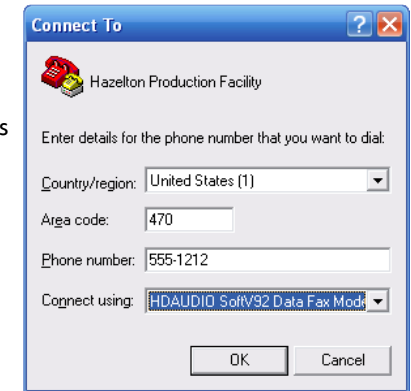 Connect To
Hazelton Production Facility
s
Enter details for the phone number that you want to dial:
Country/region: United States (1)
Area code: 470
Phone number: 555-1212
Connect using: HDAUDIO SoftV92 Data Fax Mode
OK Cancel